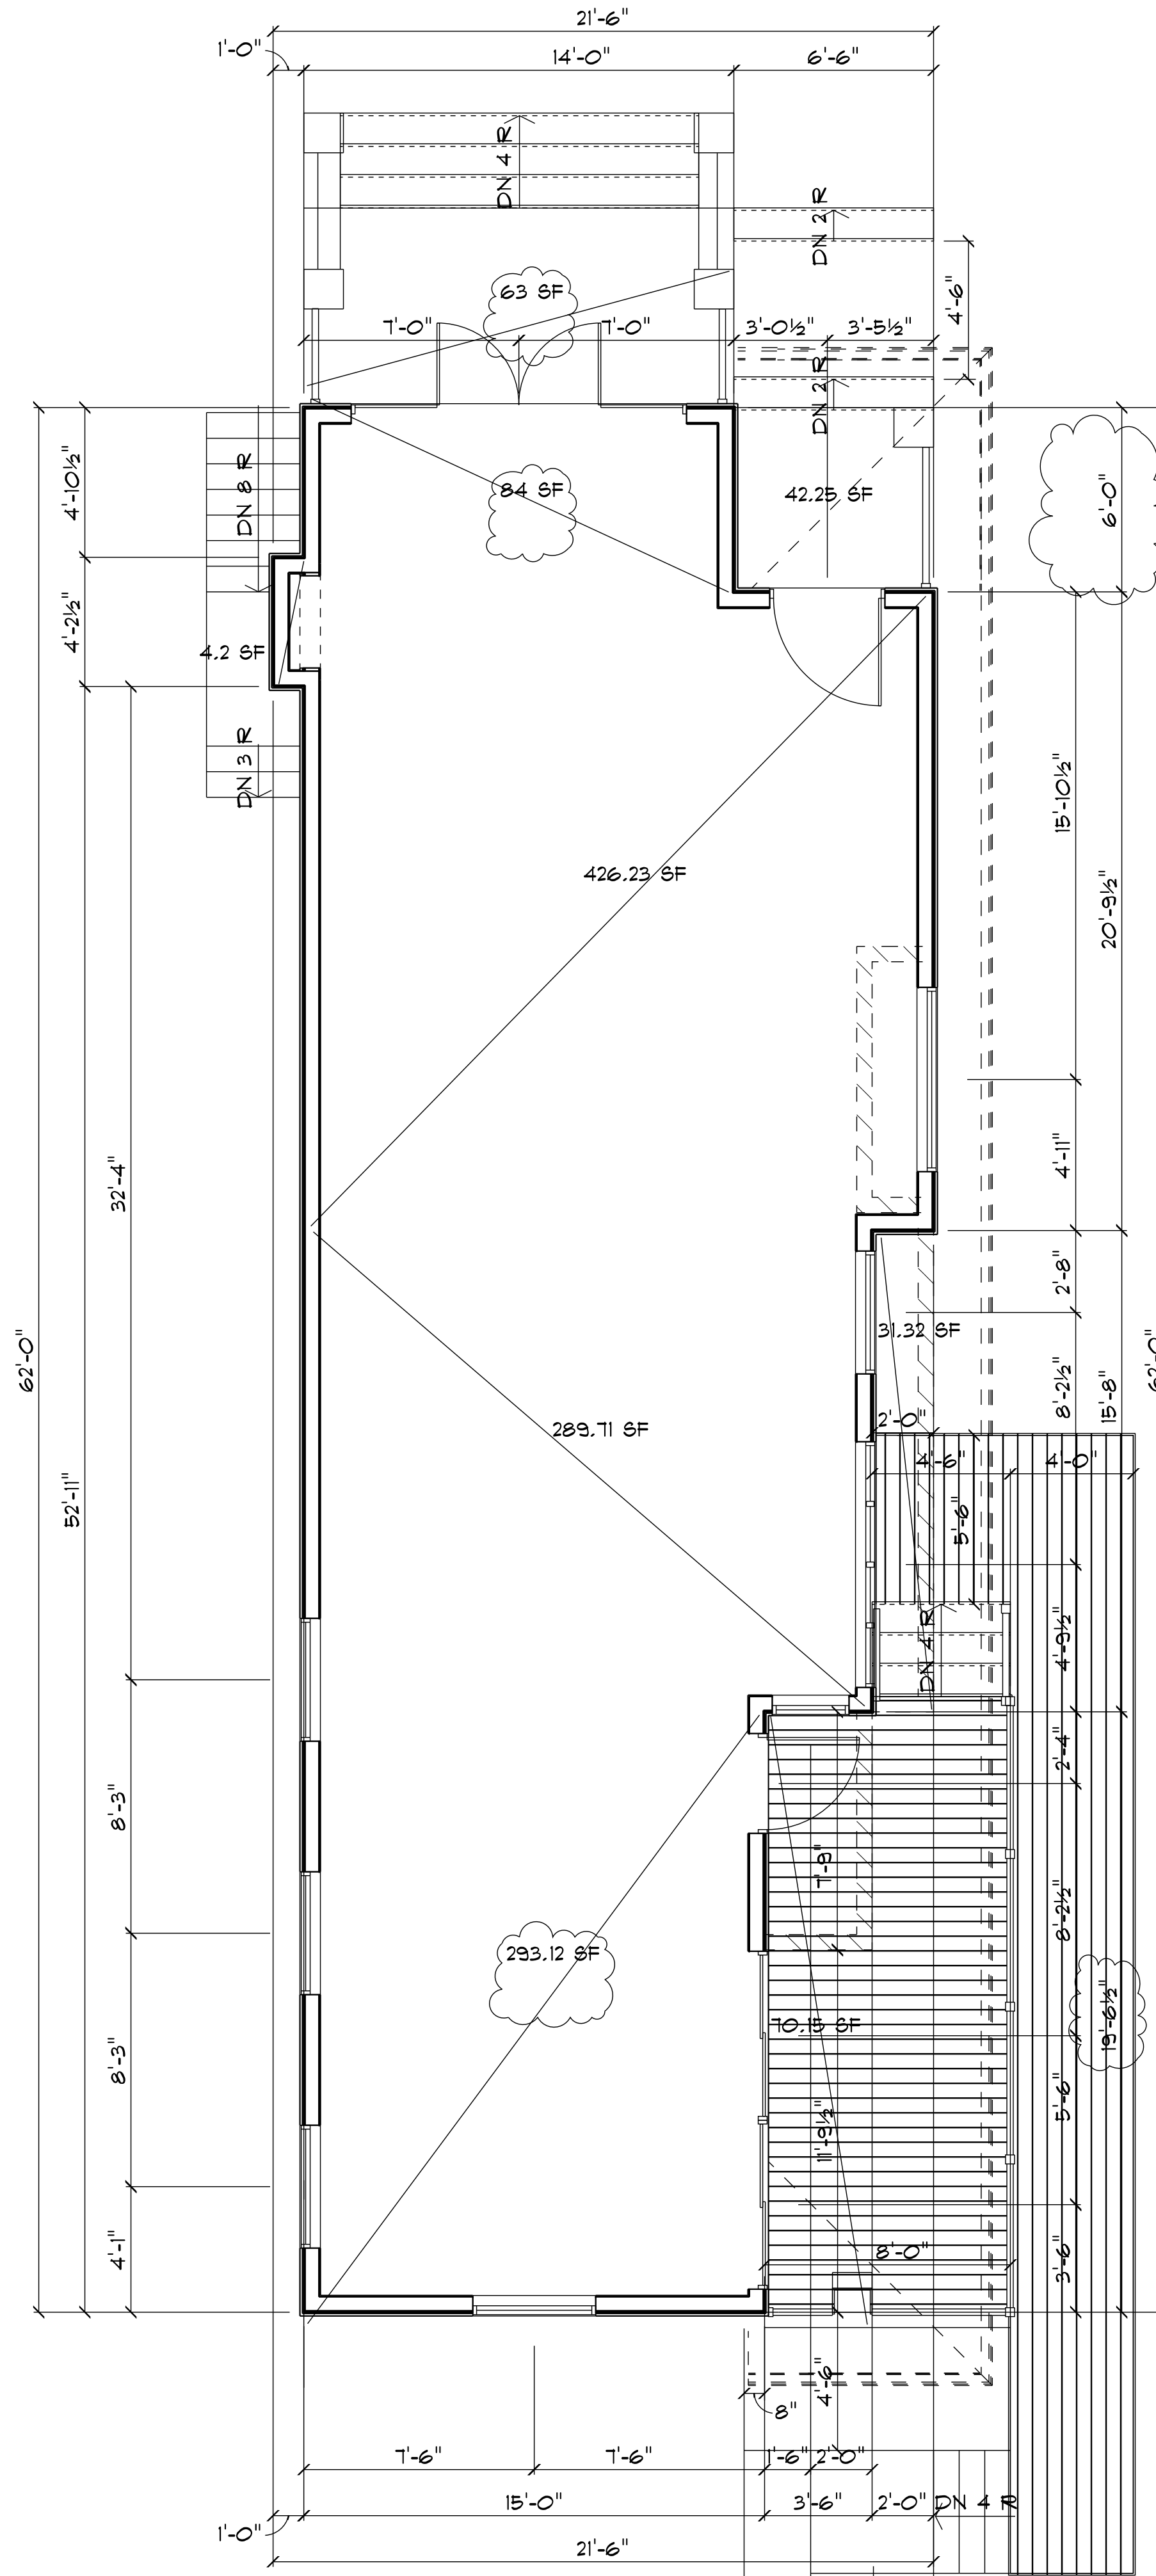 21'-6"
1'-0" 14'-0" 6'-6"
DN 4 R
DN 2 R
4'-6"
63 SF
7'-0" 7'-0" 3'-0½" 3'-5½"
DN 2 R
4'-10½"
DN 8 R
84 SF
42.25 SF
6'-0"
4'-2½"
4.2 SF
DN 3 R
15'-10½"
426.23 SF
20'-9½"
32'-4"
4'-11"
2'-8"
31.32 SF
62'-0"
62'-0"
8'-2½"
15'-8"
2'-0"
289.71 SF
4'-6" 4'-0"
52'-11"
5'-6"
DN 4 R
4'-9½"
2'-4"
8'-3"
7'-9"
8'-2½"
293.12 SF
70.15 SF
19'-6½"
8'-3"
5'-6"
11'-9½"
4'-1"
8'-0"
3'-6"
4'-6"
8"
7'-6" 7'-6" 1'-6" 2'-0"
15'-0" 3'-6" 2'-0" DN 4 R
1'-0"
21'-6"